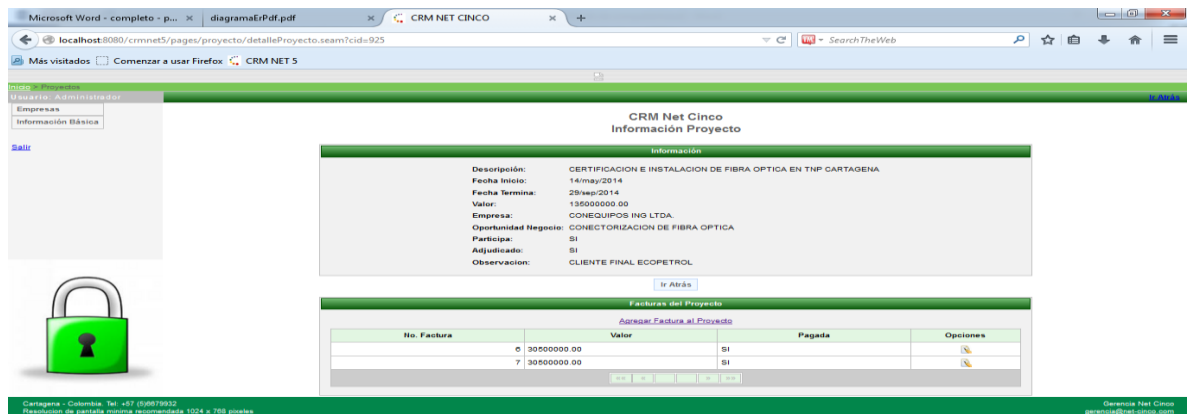 Microsoft Word - completo - p... × diagramaErPdf.pdf × CRM NET CINCO × +
localhost:8080/crmnet5/pages/proyecto/detalleProyecto.seam?cid=925 SearchTheWeb
Más visitados Comenzar a usar Firefox CRM NET 5
Inicio > Proyectos
Usuario: Administrador Ir Atrás
Empresas
Información Básica
Salir
CRM Net Cinco
Información Proyecto
Información
Descripción: CERTIFICACION E INSTALACION DE FIBRA OPTICA EN TNP CARTAGENA
Fecha Inicio: 14/may/2014
Fecha Termina: 29/sep/2014
Valor: 135000000.00
Empresa: CONEQUIPOS ING LTDA.
Oportunidad Negocio: CONECTORIZACION DE FIBRA OPTICA
Participa: SI
Adjudicado: SI
Observacion: CLIENTE FINAL ECOPETROL
Ir Atrás
Facturas del Proyecto
Agregar Factura al Proyecto
No. Factura Valor Pagada Opciones
6 30500000.00 SI
7 30500000.00 SI
«« « » »»
Cartagena - Colombia. Tel: +57 (5)6679932 Gerencia Net Cinco
Resolucion de pantalla minima recomendada 1024 x 768 pixeles gerencia@net-cinco.com